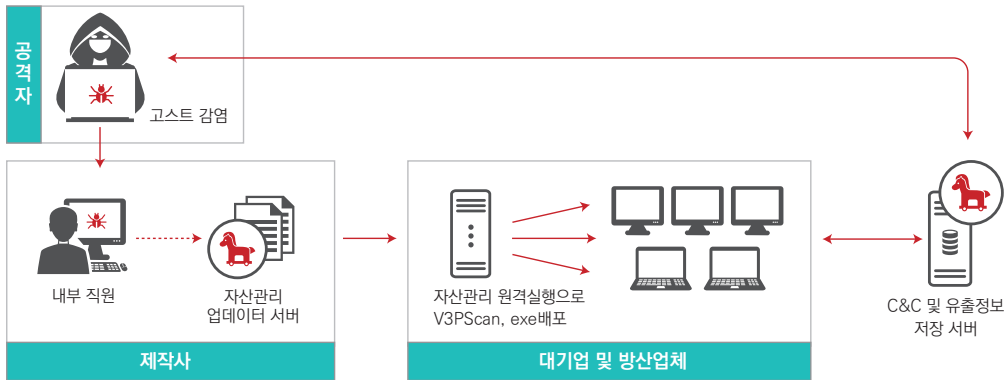 공격자
고스트 감염
내부 직원
자산관리
업데이터 서버
제작사
자산관리 원격실행으로
V3PScan, exe배포
대기업 및 방산업체
C&C 및 유출정보
저장 서버